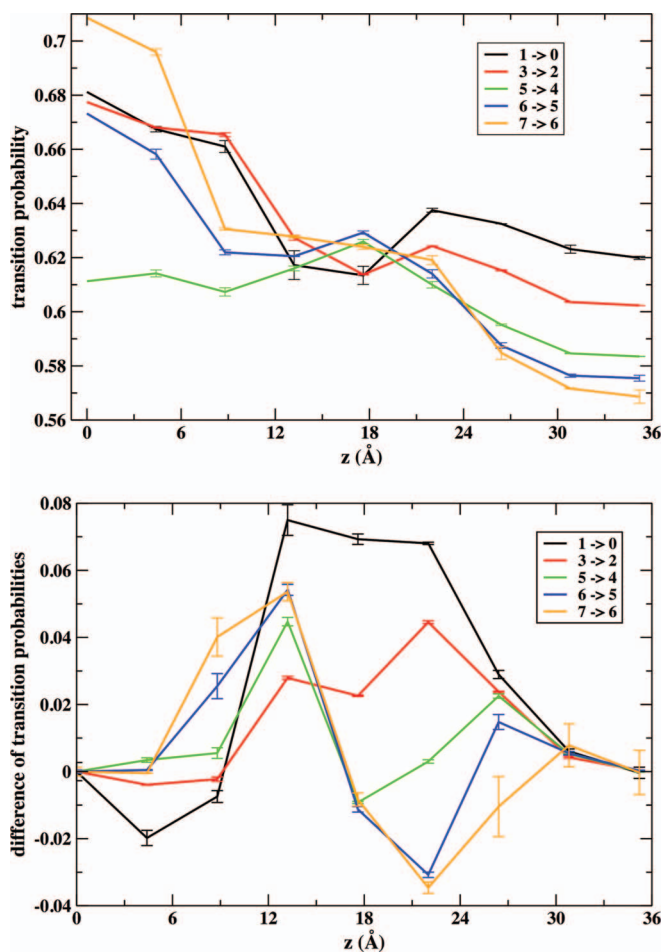 0.7
0.68
0.66
0.64
0.62
0.6
0.58
0.56
transition probability
1 -> 0
3 -> 2
5 -> 4
6 -> 5
7 -> 6
0 6 12 18 24 30 36
z (Å)
0.08
0.06
0.04
0.02
0
-0.02
-0.04
difference of transition probabilities
1 -> 0
3 -> 2
5 -> 4
6 -> 5
7 -> 6
0 6 12 18 24 30 36
z (Å)